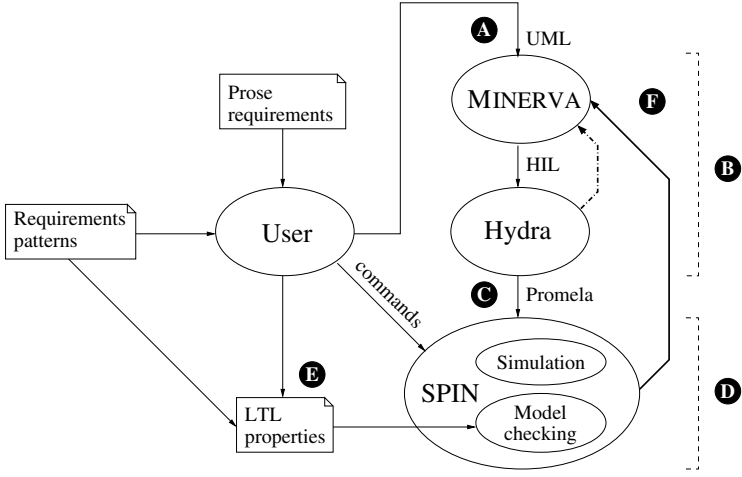 A
UML
MINERVA
F
Prose
requirements
HIL
B
Requirements
patterns
User
Hydra
commands
C
Promela
Simulation
E
SPIN
D
LTL
properties
Model
checking